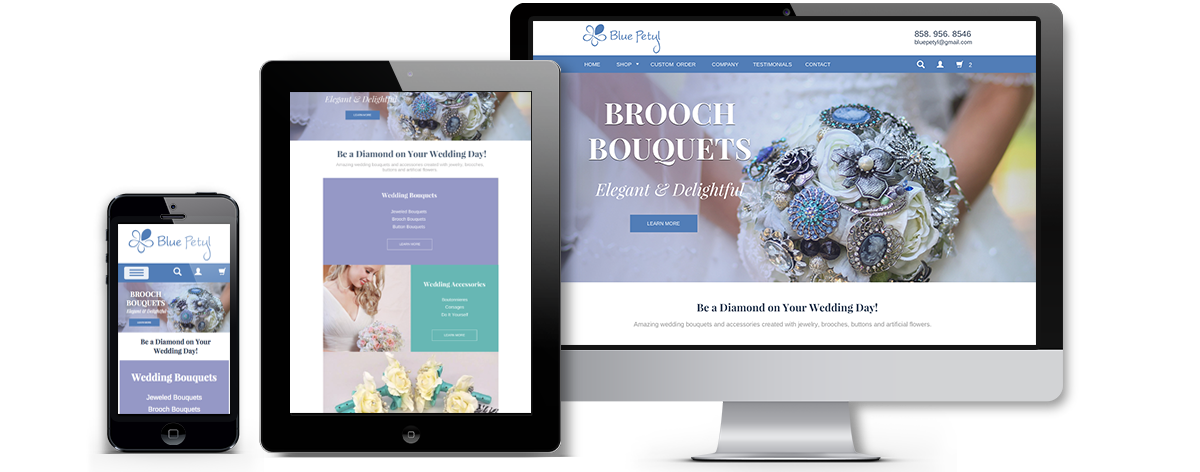 Blue Petyl
858. 956. 8546
bluepetyl@gmail.com
HOME SHOP CUSTOM ORDER COMPANY TESTIMONIALS CONTACT 2
BROOCH
BOUQUETS
Elegant & Delightful
LEARN MORE
Be a Diamond on Your Wedding Day!
Amazing wedding bouquets and accessories created with jewelry, brooches, buttons and artificial flowers.
Elegant & Delightful
LEARN MORE
Be a Diamond on Your Wedding Day!
Amazing wedding bouquets and accessories created with jewelry, brooches,
buttons and artificial flowers.
Wedding Bouquets
Jeweled Bouquets
Brooch Bouquets
Button Bouquets
LEARN MORE
Wedding Accessories
Boutonnieres
Corsages
Do It Yourself
LEARN MORE
Blue Petyl
BROOCH
BOUQUETS
Elegant & Delightful
LEARN MORE
Be a Diamond on Your
Wedding Day!
Wedding Bouquets
Jeweled Bouquets
Brooch Bouquets